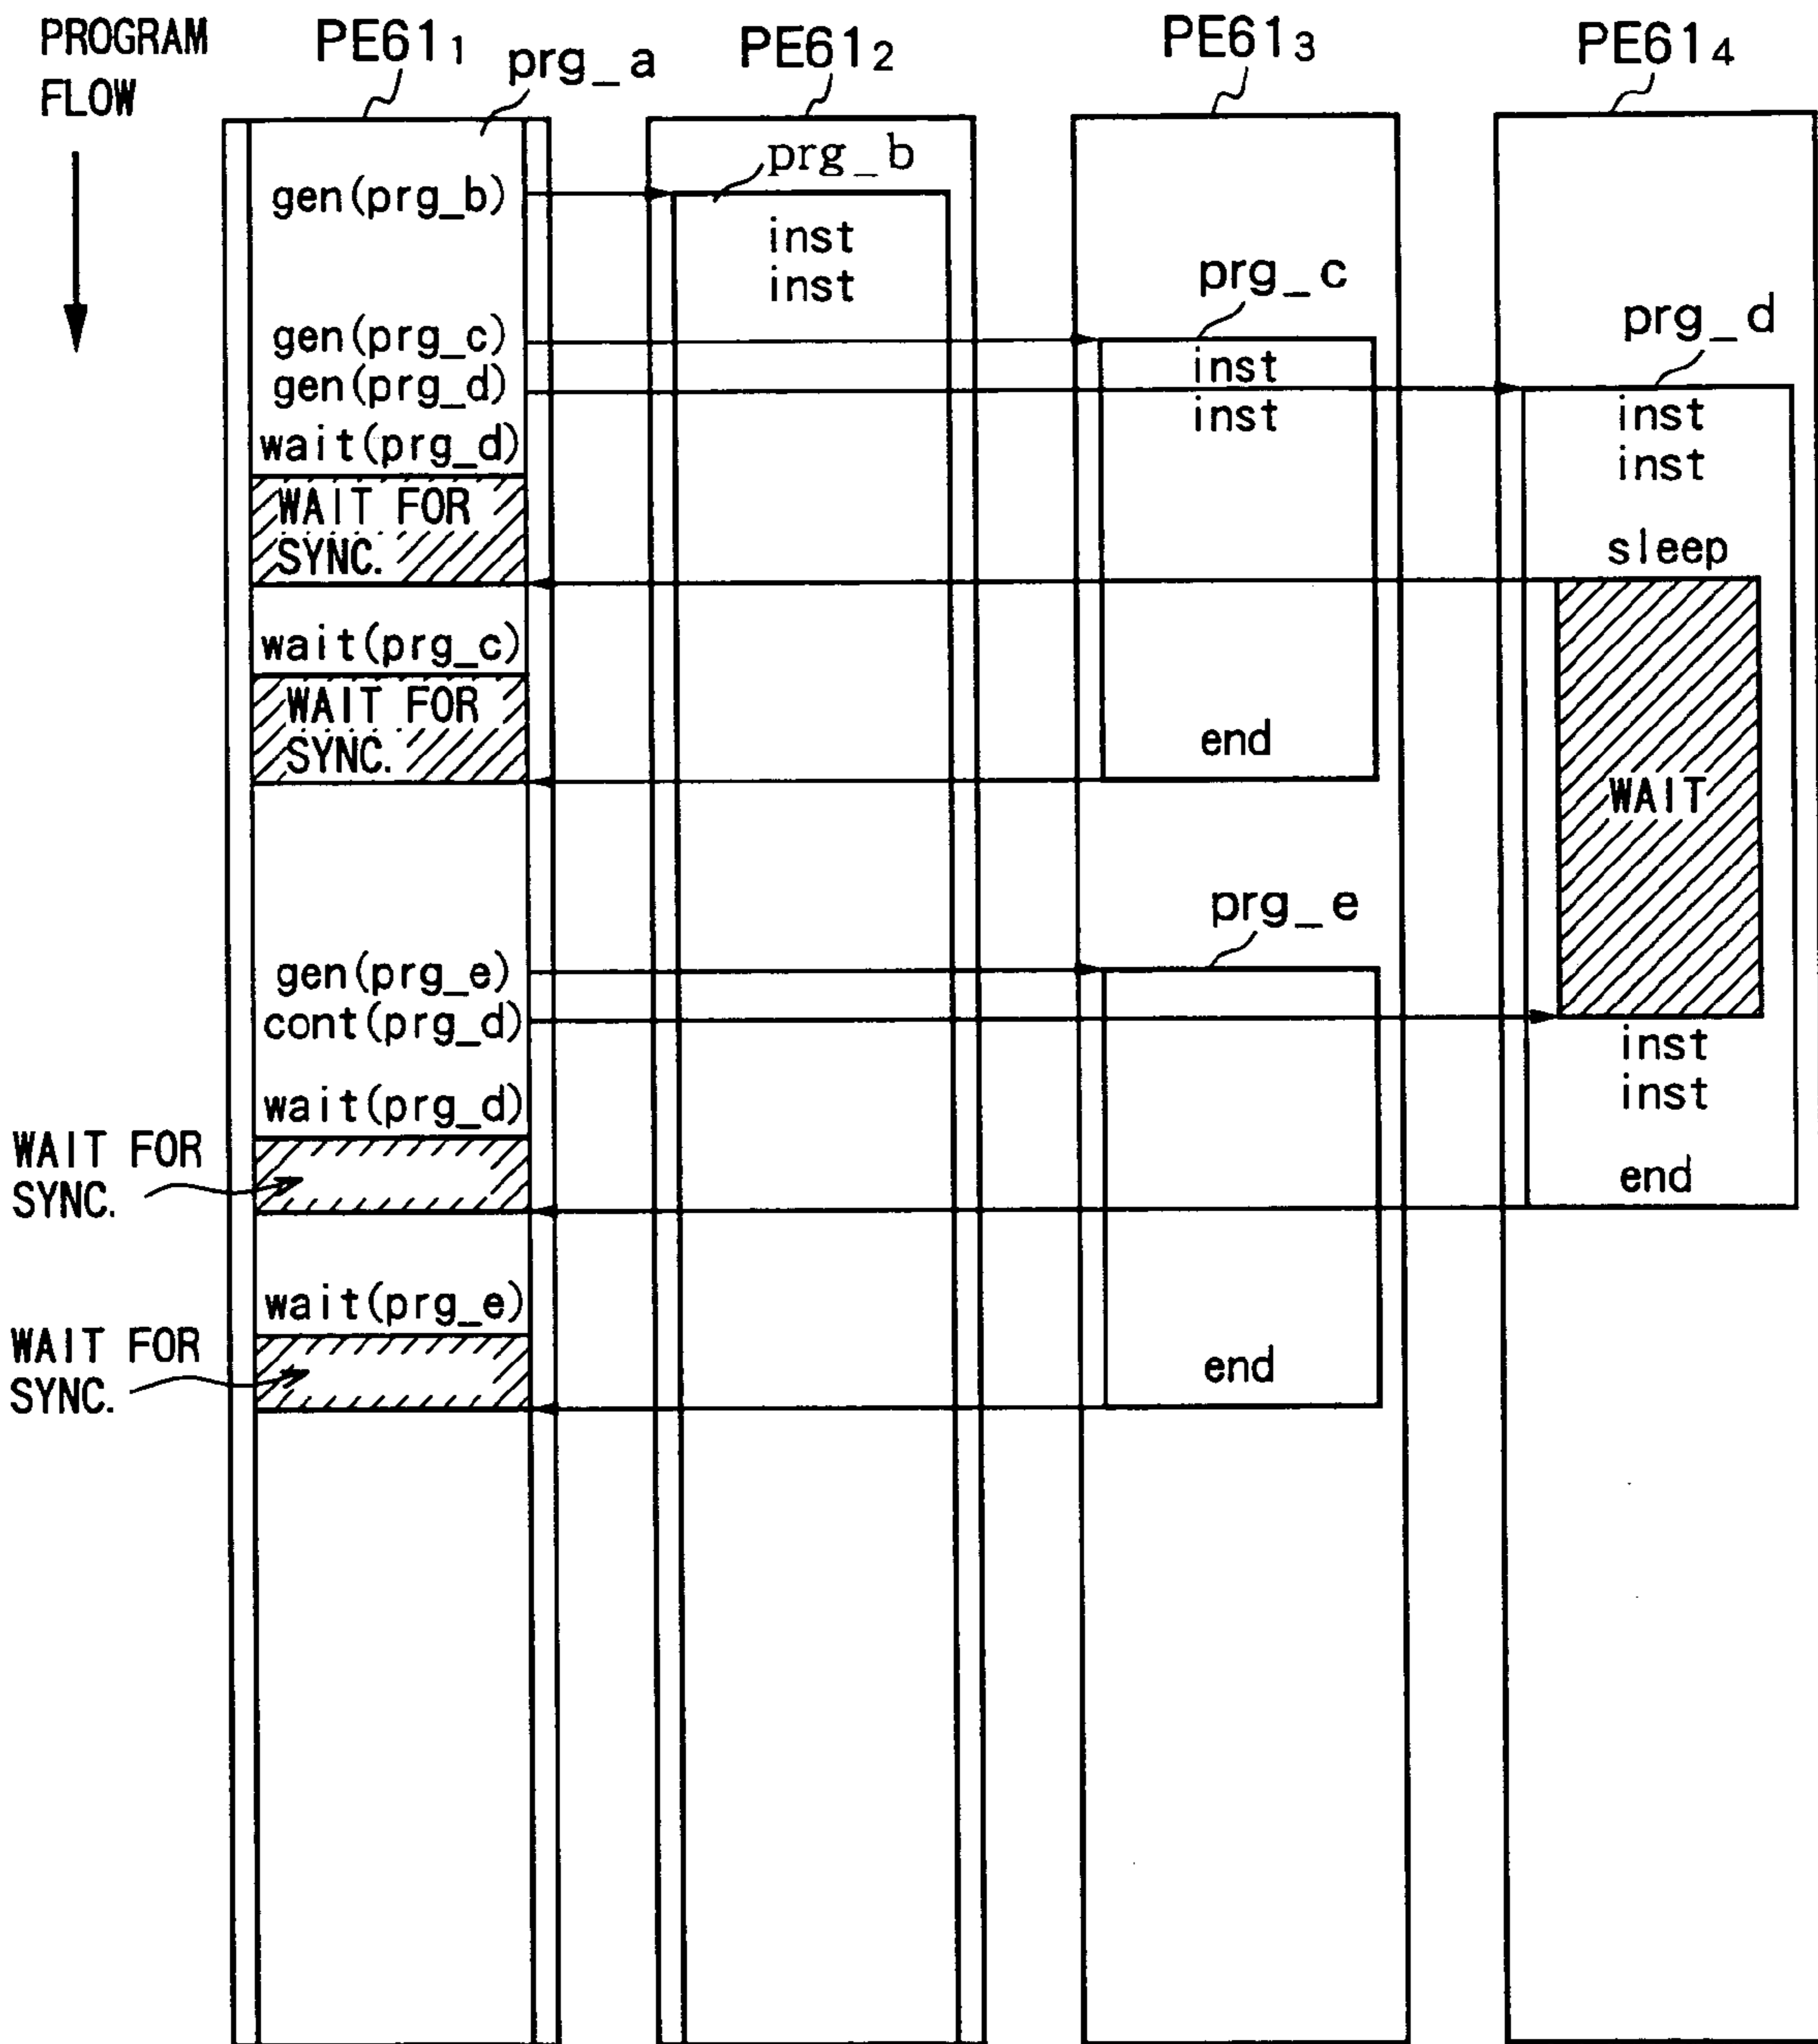 PROGRAM
FLOW
PE61₁
prg_a
PE61₂
PE61₃
PE61₄
prg_b
gen(prg_b)
inst
inst
prg_c
prg_d
gen(prg_c)
inst
gen(prg_d)
inst
inst
wait(prg_d)
inst
WAIT FOR
SYNC.
sleep
wait(prg_c)
WAIT FOR
SYNC.
end
WAIT
prg_e
gen(prg_e)
cont(prg_d)
inst
inst
wait(prg_d)
WAIT FOR
SYNC.
end
wait(prg_e)
WAIT FOR
SYNC.
end